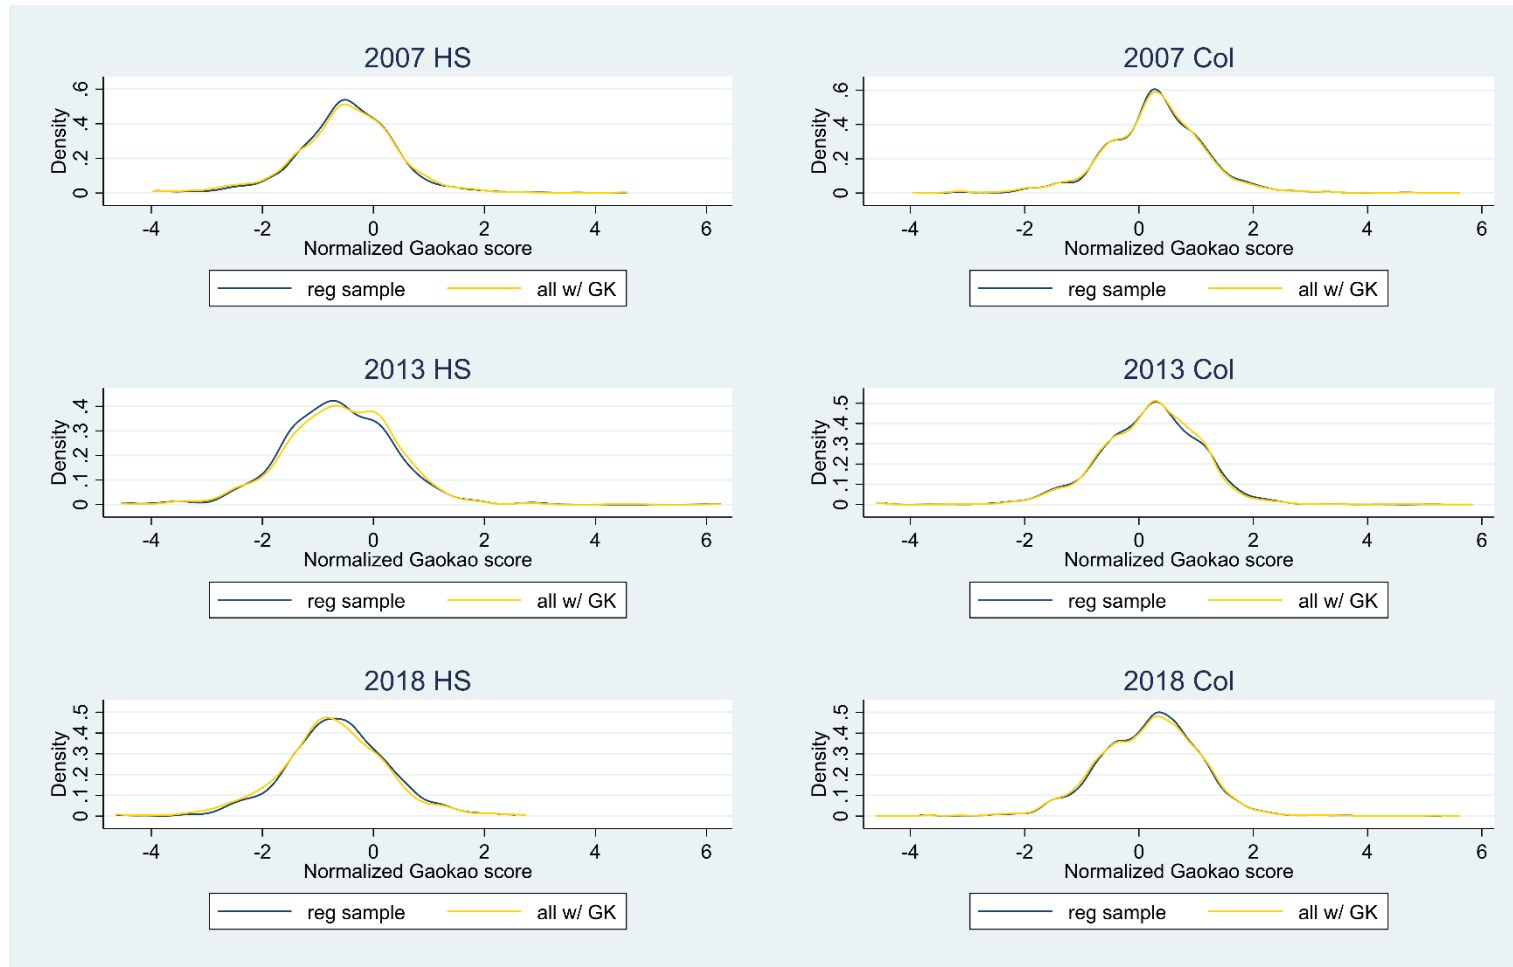 2007 HS
Density
.6
.4
.2
0
-4 -2 0 2 4 6
Normalized Gaokao score
reg sample all w/ GK
2007 Col
Density
.6
.4
.2
0
-4 -2 0 2 4 6
Normalized Gaokao score
reg sample all w/ GK
2013 HS
Density
.4
.3
.2
.1
0
-4 -2 0 2 4 6
Normalized Gaokao score
reg sample all w/ GK
2013 Col
Density
.5
.4
.3
.2
.1
0
-4 -2 0 2 4 6
Normalized Gaokao score
reg sample all w/ GK
2018 HS
Density
.5
.4
.3
.2
.1
0
-4 -2 0 2 4 6
Normalized Gaokao score
reg sample all w/ GK
2018 Col
Density
.5
.4
.3
.2
.1
0
-4 -2 0 2 4 6
Normalized Gaokao score
reg sample all w/ GK